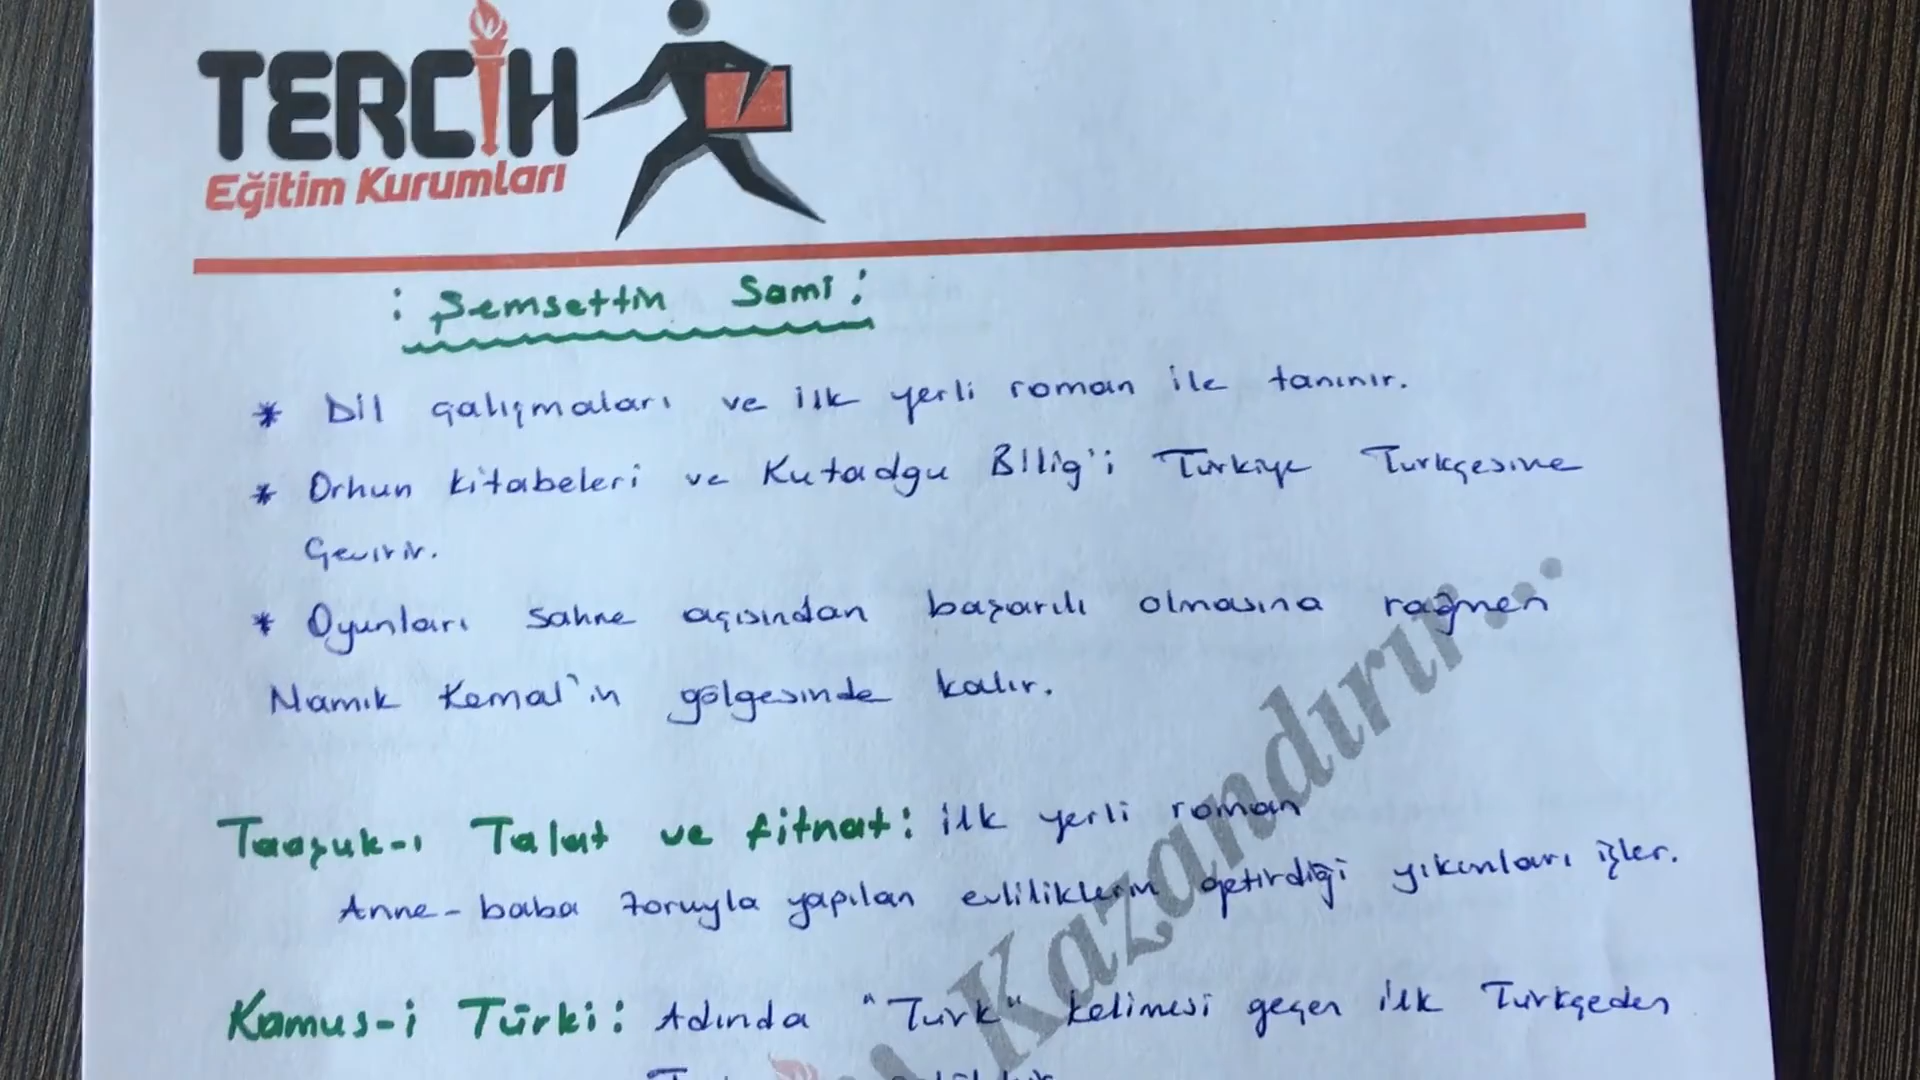 TERCİH
Eğitim Kurumları
: Şemsettin Sami :
* Dil çalışmaları ve ilk yerli roman ile tanınır.
* Orhun kitabeleri ve Kutadgu Bilig'i Türkiye Türkçesine
Çevirir.
* Oyunları sahne açısından başarılı olmasına rağmen
Namık Kemal'in gölgesinde kalır.
Taaşuk-ı Talat ve fitnat : ilk yerli roman
Anne-baba zoruyla yapılan evliliklerin getirdiği yıkımları işler.
Kamus-i Türki : Adında "Türk" kelimesi geçen ilk Türkçeden
Kazandırır...